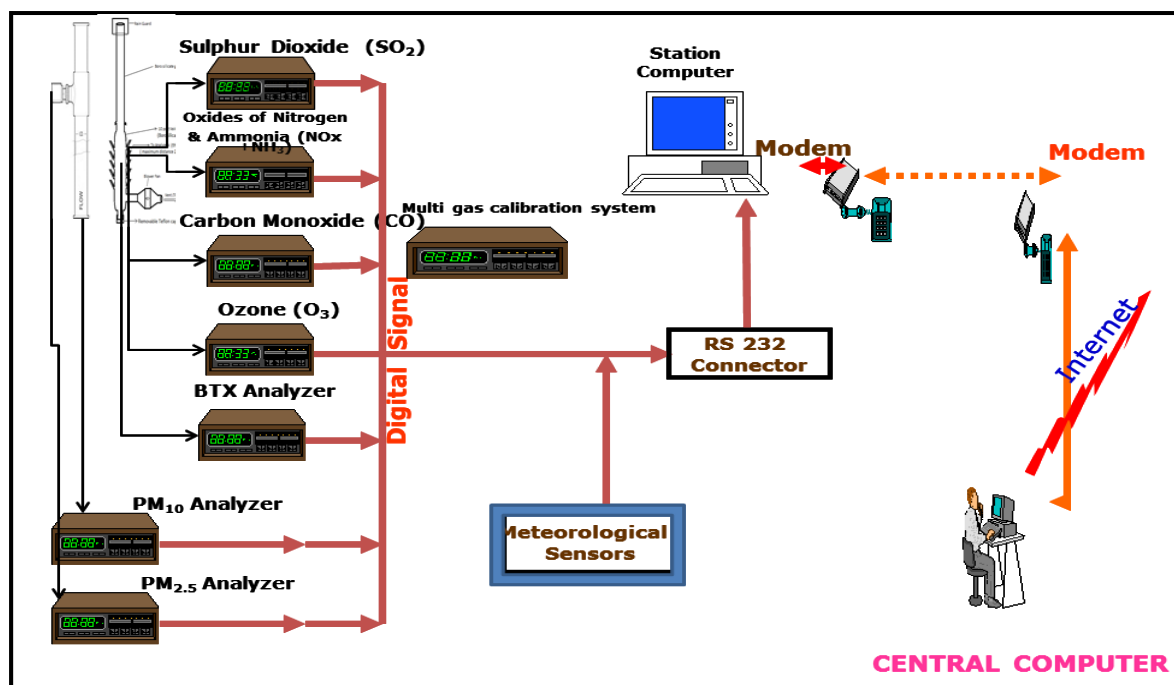 Sulphur Dioxide (SO₂)
Oxides of Nitrogen
& Ammonia (NOx
+NH₃)
Carbon Monoxide (CO)
Multi gas calibration system
Ozone (O₃)
BTX Analyzer
PM₁₀ Analyzer
PM₂.₅ Analyzer
Digital Signal
FLOW
Station
Computer
Modem
Modem
RS 232
Connector
Meteorological
Sensors
Internet
CENTRAL COMPUTER